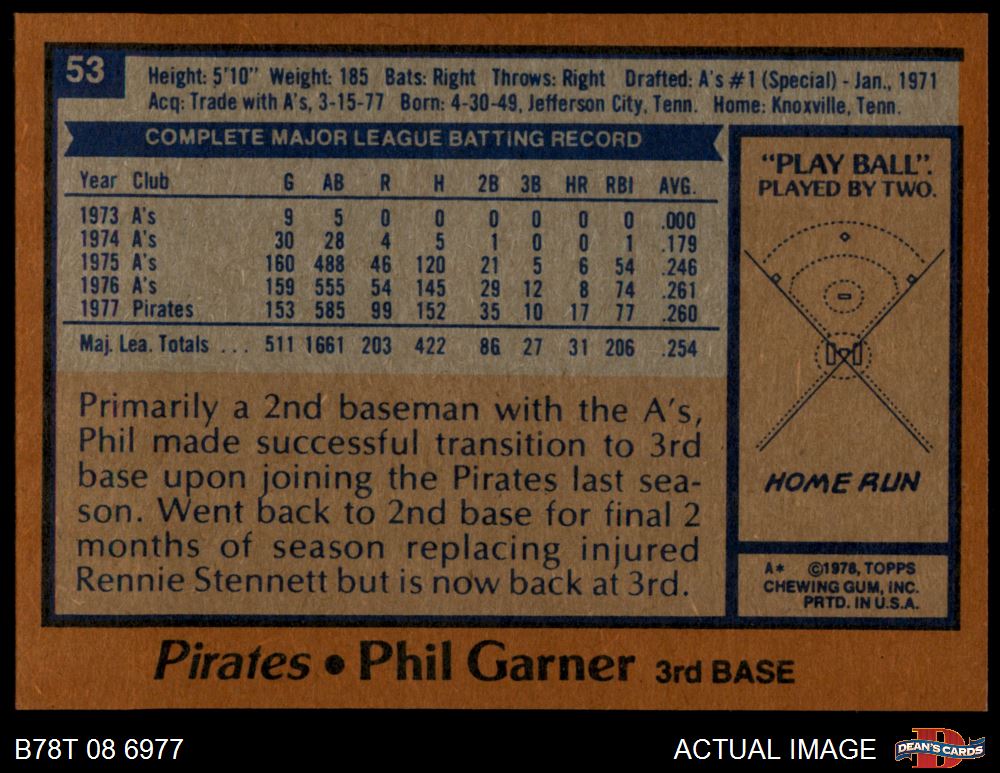 53
Height: 5'10" Weight: 185 Bats: Right Throws: Right Drafted: A's #1 (Special) - Jan., 1971
Acq: Trade with A's, 3-15-77 Born: 4-30-49, Jefferson City, Tenn. Home: Knoxville, Tenn.
COMPLETE MAJOR LEAGUE BATTING RECORD
Year Club G AB R H 2B 3B HR RBI AVG.
1973 A's 9 5 0 0 0 0 0 0 .000
1974 A's 30 28 4 5 1 0 0 1 .179
1975 A's 160 488 46 120 21 5 6 54 .246
1976 A's 159 555 54 145 29 12 8 74 .261
1977 Pirates 153 585 99 152 35 10 17 77 .260
Maj. Lea. Totals ... 511 1661 203 422 86 27 31 206 .254
Primarily a 2nd baseman with the A's,
Phil made successful transition to 3rd
base upon joining the Pirates last sea-
son. Went back to 2nd base for final 2
months of season replacing injured
Rennie Stennett but is now back at 3rd.
"PLAY BALL".
PLAYED BY TWO.
HOME RUN
A* ©1978, TOPPS
CHEWING GUM, INC.
PRTD. IN U.S.A.
Pirates • Phil Garner 3rd BASE
B78T 08 6977
ACTUAL IMAGE
DEAN'S CARDS